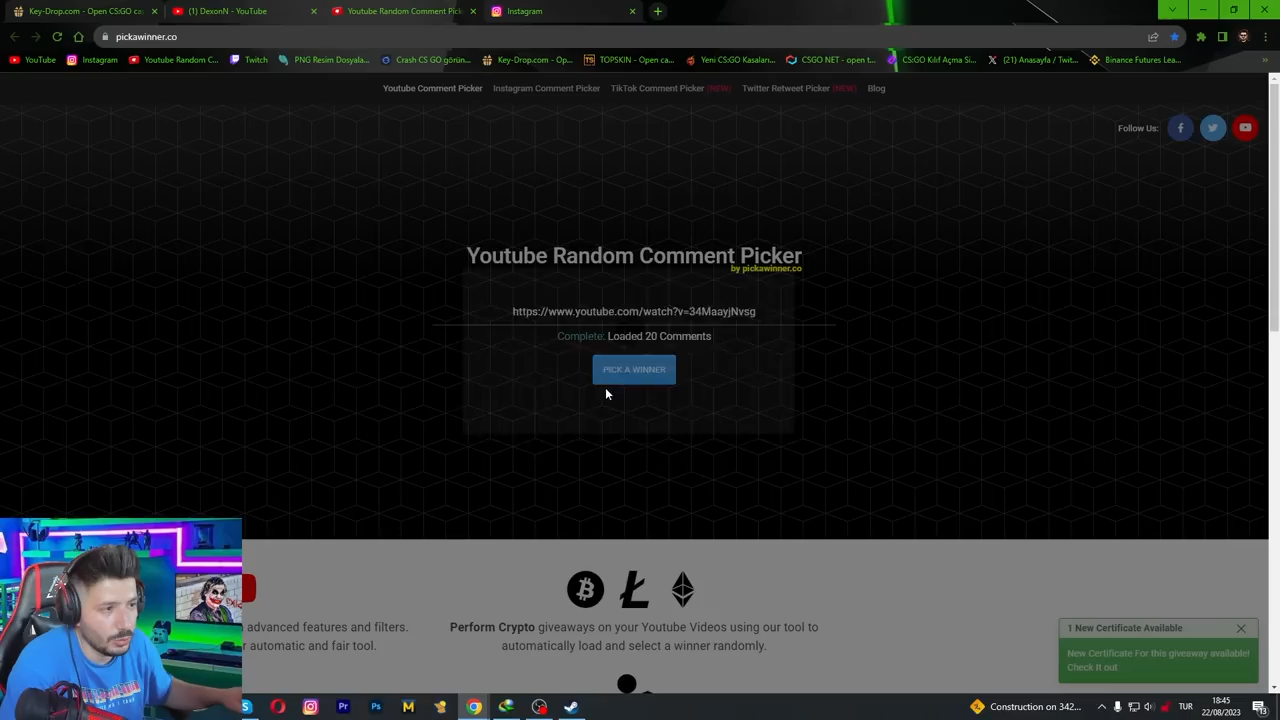 Key-Drop.com - Open CS:GO ca
(1) DexonN - YouTube
Youtube Random Comment Pick
Instagram
pickawinner.co
YouTube
Instagram
Youtube Random C...
Twitch
PNG Resim Dosyala...
Crash CS GO görün...
Key-Drop.com - Op...
TOPSKIN - Open ca...
Yeni CS:GO Kasaları...
CSGO NET - open t...
CS:GO Kılıf Açma Si...
(21) Anasayfa / Twit...
Binance Futures Lea...
Youtube Comment Picker
Instagram Comment Picker
TikTok Comment Picker (NEW)
Twitter Retweet Picker (NEW)
Blog
Follow Us:
Youtube Random Comment Picker
by pickawinner.co
https://www.youtube.com/watch?v=34MaayjNvsg
Complete: Loaded 20 Comments
PICK A WINNER
advanced features and filters.
r automatic and fair tool.
Perform Crypto giveaways on your Youtube Videos using our tool to
automatically load and select a winner randomly.
1 New Certificate Available
New Certificate For this giveaway available!
Check It out
Construction on 342...
TUR
18:45
22/08/2023